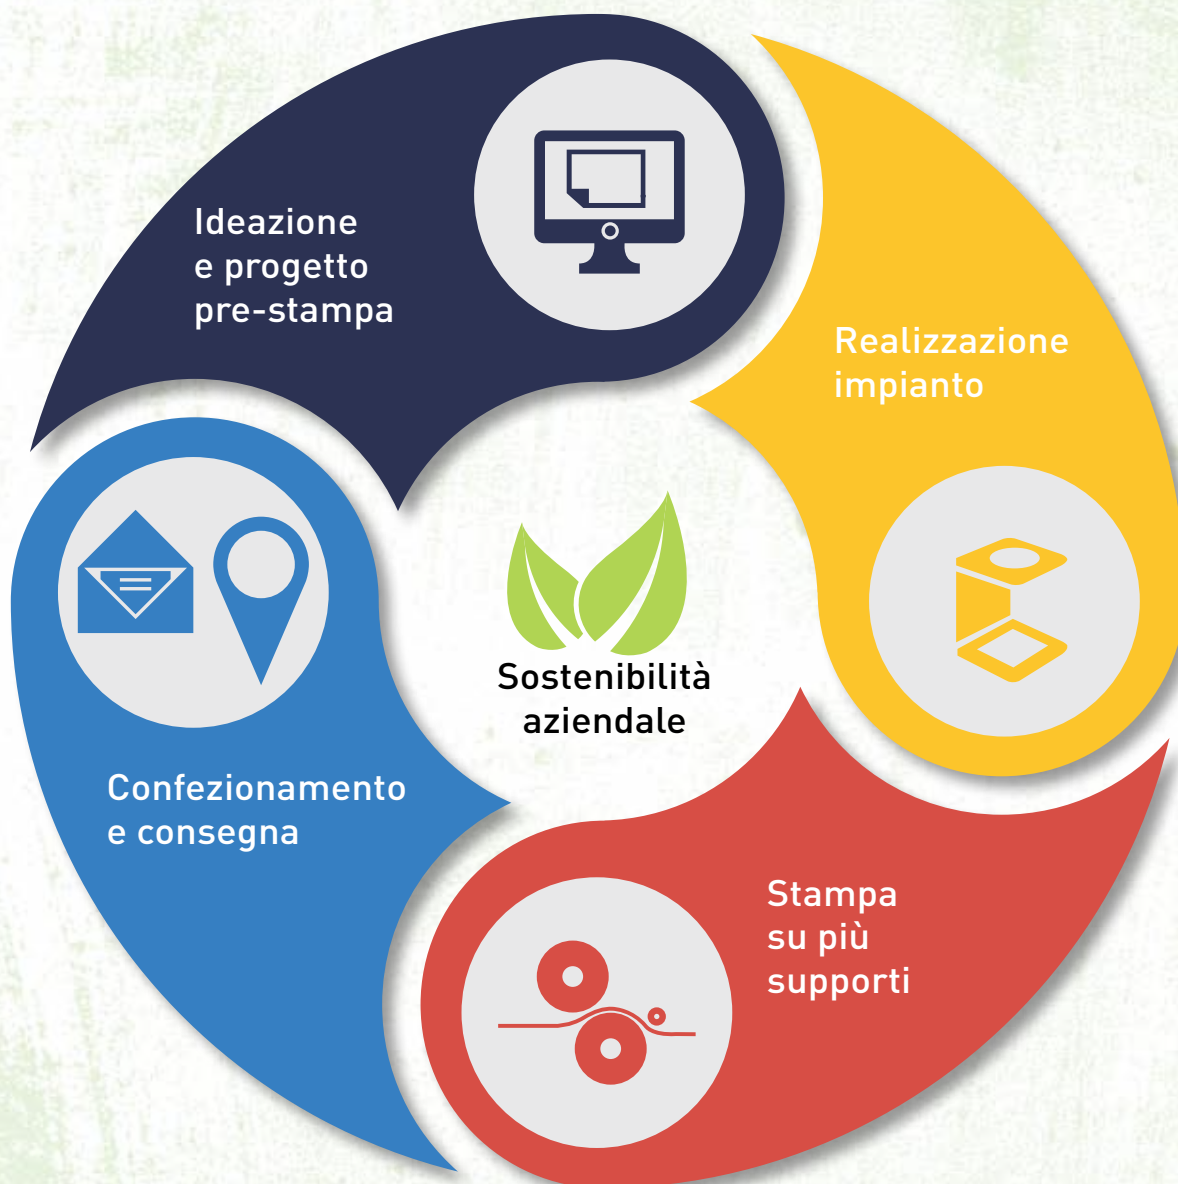 Ideazione
e progetto
pre-stampa
Realizzazione
impianto
Sostenibilità
aziendale
Confezionamento
e consegna
Stampa
su più
supporti